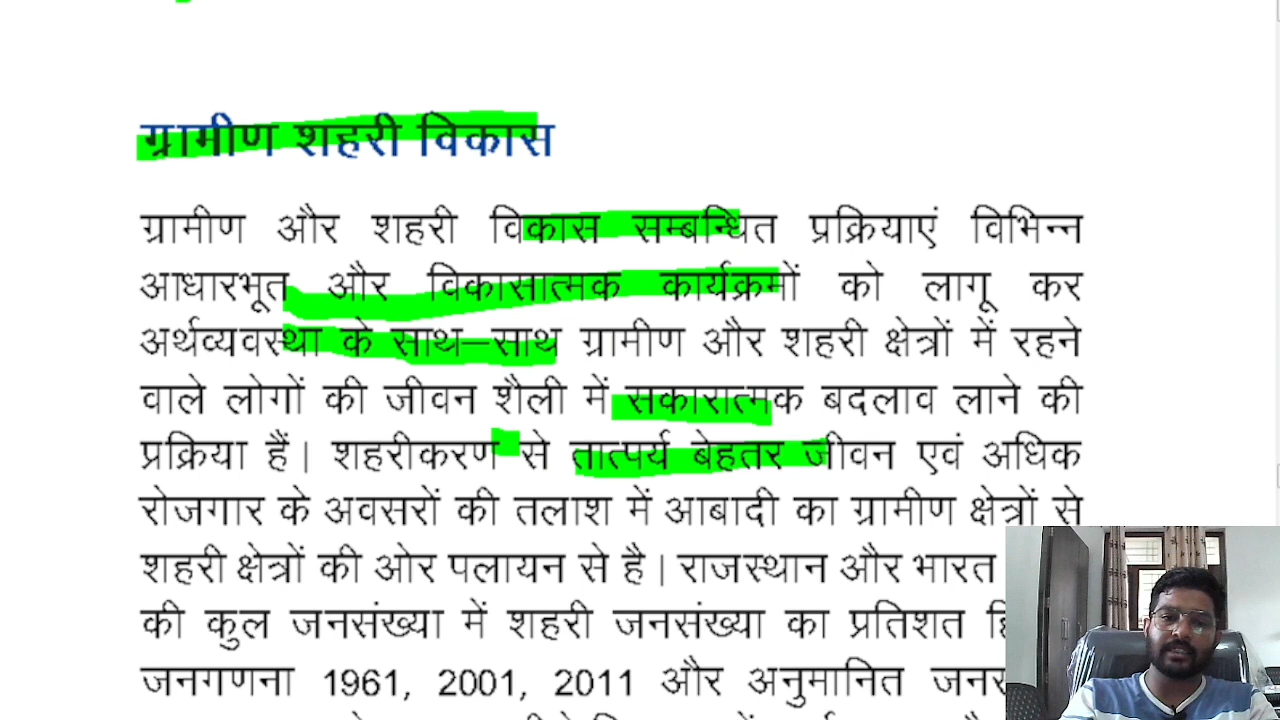 ग्रामीण शहरी विकास
ग्रामीण और शहरी विकास सम्बन्धित प्रक्रियाएं विभिन्न
आधारभूत और विकासात्मक कार्यक्रमों को लागू कर
अर्थव्यवस्था के साथ–साथ ग्रामीण और शहरी क्षेत्रों में रहने
वाले लोगों की जीवन शैली में सकारात्मक बदलाव लाने की
प्रक्रिया हैं। शहरीकरण से तात्पर्य बेहतर जीवन एवं अधिक
रोजगार के अवसरों की तलाश में आबादी का ग्रामीण क्षेत्रों से
शहरी क्षेत्रों की ओर पलायन से है। राजस्थान और भारत
की कुल जनसंख्या में शहरी जनसंख्या का प्रतिशत
जनगणना 1961, 2001, 2011 और अनुमानित